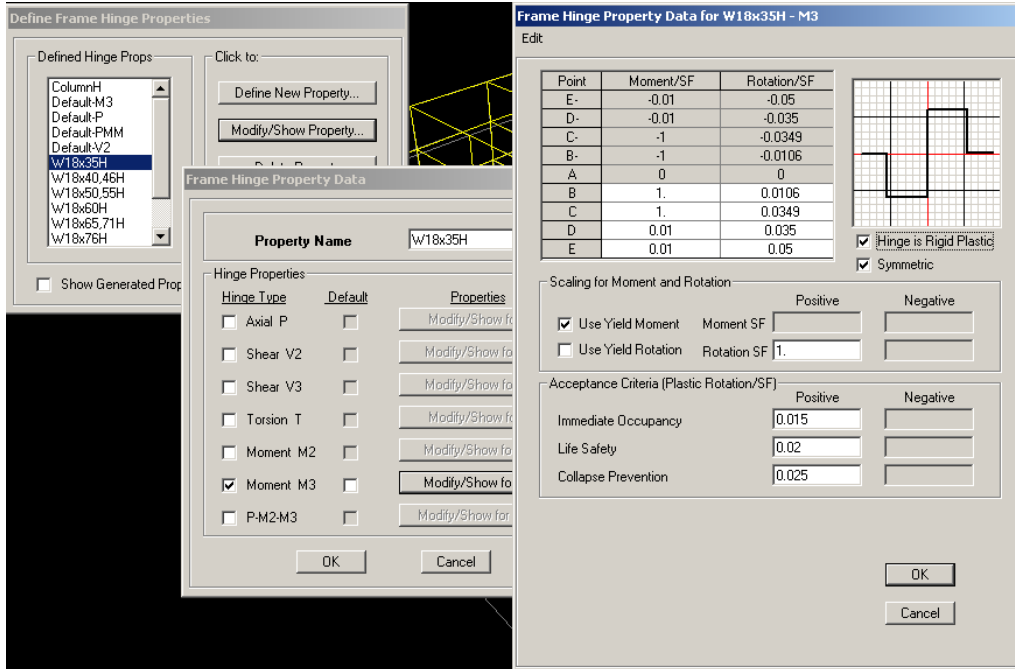 Define Frame Hinge Properties
Defined Hinge Props
ColumnH
Default-M3
Default-P
Default-PMM
Default-V2
W18x35H
W18x40,46H
W18x50,55H
W18x60H
W18x65,71H
W18x76H
Click to:
Define New Property...
Modify/Show Property...
Show Generated Prop
Frame Hinge Property Data
Property Name W18x35H
Hinge Properties
Hinge Type Default Properties
Axial P Modify/Show fo
Shear V2 Modify/Show fo
Shear V3 Modify/Show fo
Torsion T Modify/Show fo
Moment M2 Modify/Show fo
Moment M3 Modify/Show fo
P-M2-M3 Modify/Show for
OK Cancel
Frame Hinge Property Data for W18x35H - M3
Edit
Point Moment/SF Rotation/SF
E- -0.01 -0.05
D- -0.01 -0.035
C- -1 -0.0349
B- -1 -0.0106
A 0 0
B 1. 0.0106
C 1. 0.0349
D 0.01 0.035
E 0.01 0.05
Hinge is Rigid Plastic
Symmetric
Scaling for Moment and Rotation
Positive Negative
Use Yield Moment Moment SF
Use Yield Rotation Rotation SF 1.
Acceptance Criteria (Plastic Rotation/SF)
Positive Negative
Immediate Occupancy 0.015
Life Safety 0.02
Collapse Prevention 0.025
OK
Cancel